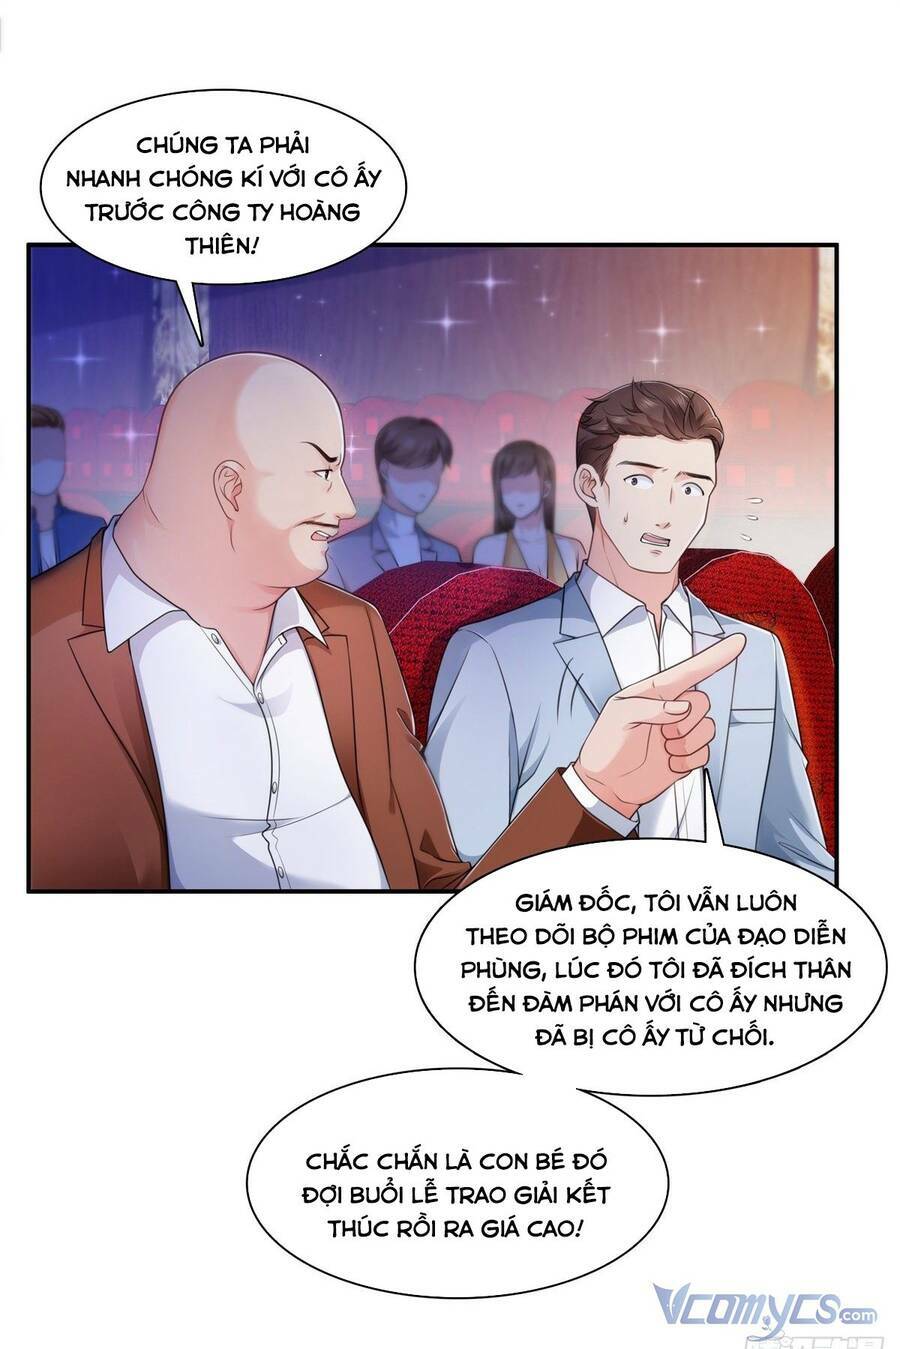 CHÚNG TA PHẢI
NHANH CHÓNG KÍ VỚI CÔ ẤY
TRƯỚC CÔNG TY HOÀNG
THIÊN!
GIÁM ĐỐC, TÔI VẪN LUÔN
THEO DÕI BỘ PHIM CỦA ĐẠO DIỄN
PHÙNG, LÚC ĐÓ TÔI ĐÃ ĐÍCH THÂN
ĐẾN ĐÀM PHÁN VỚI CÔ ẤY NHƯNG
ĐÃ BỊ CÔ ẤY TỪ CHỐI.
CHẮC CHẮN LÀ CON BÉ ĐÓ
ĐỢI BUỔI LỄ TRAO GIẢI KẾT
THÚC RỒI RA GIÁ CAO!
VCOMYCS.com